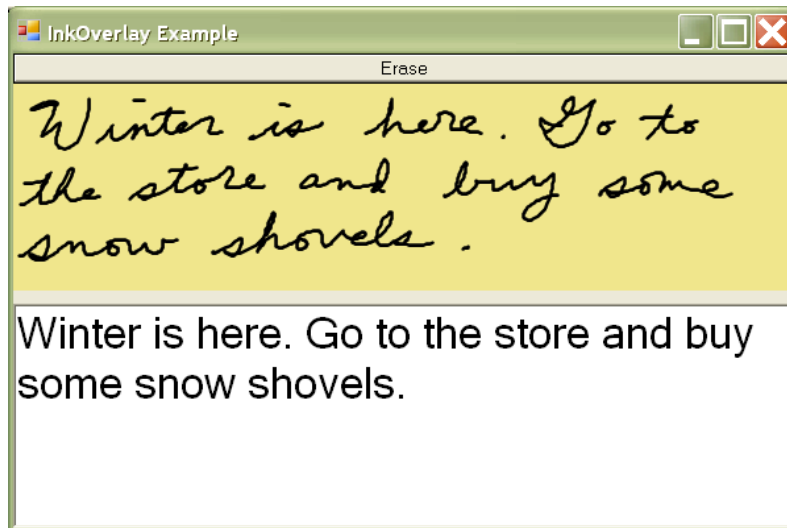 InkOverlay Example
Erase
Winter is here. Go to
the store and buy some
snow shovels.
Winter is here. Go to the store and buy
some snow shovels.